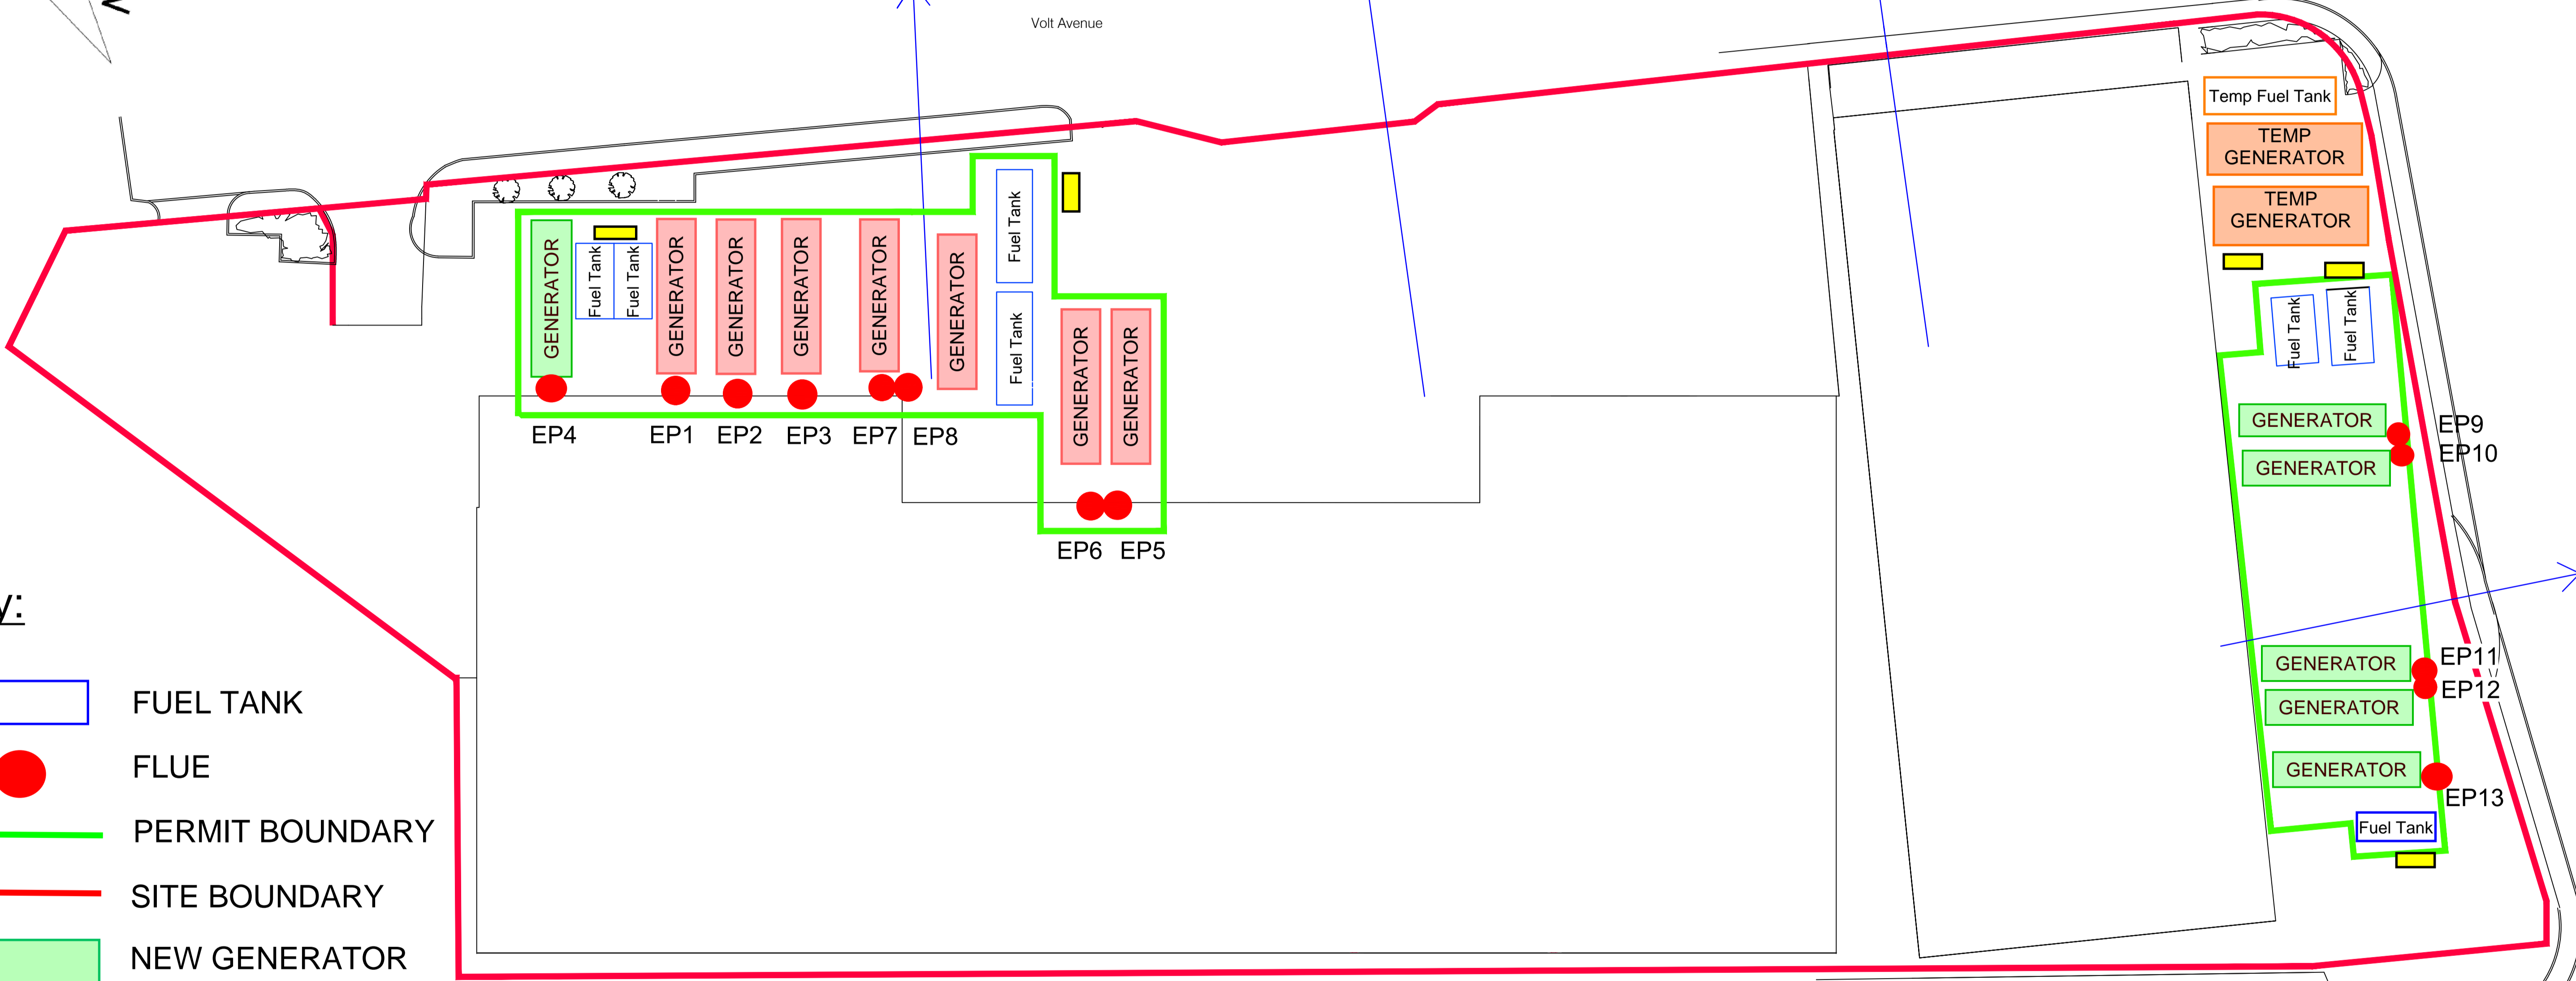 Volt Avenue
Temp Fuel Tank
TEMP
GENERATOR
TEMP
GENERATOR
GENERATOR
Fuel Tank
Fuel Tank
GENERATOR
GENERATOR
GENERATOR
GENERATOR
GENERATOR
Fuel Tank
Fuel Tank
GENERATOR
GENERATOR
EP4
EP1
EP2
EP3
EP7
EP8
EP6
EP5
Fuel Tank
Fuel Tank
GENERATOR
EP9
EP10
GENERATOR
GENERATOR
EP11
EP12
GENERATOR
GENERATOR
EP13
Fuel Tank
y:
FUEL TANK
FLUE
PERMIT BOUNDARY
SITE BOUNDARY
NEW GENERATOR